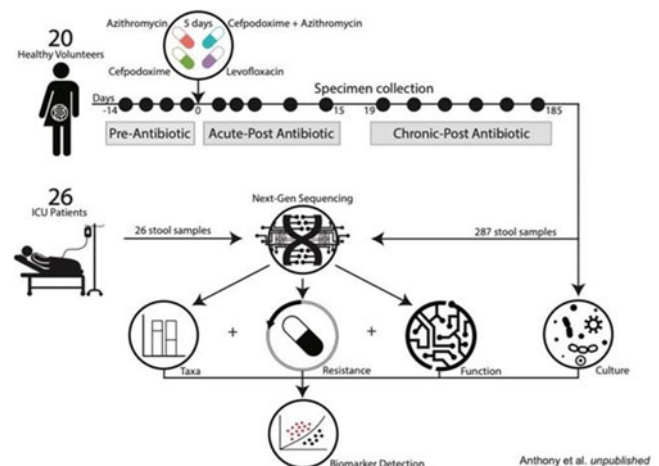 Azithromycin
5 days
Cefpodoxime + Azithromycin
20
Healthy Volunteers
Cefpodoxime
Levofloxacin
Specimen collection
Days
-14
0
15
19
185
Pre-Antibiotic
Acute-Post Antibiotic
Chronic-Post Antibiotic
26
ICU Patients
Next-Gen Sequencing
26 stool samples
287 stool samples
+
+
Taxa
Resistance
Function
Culture
Biomarker Detection
Anthony et al. unpublished